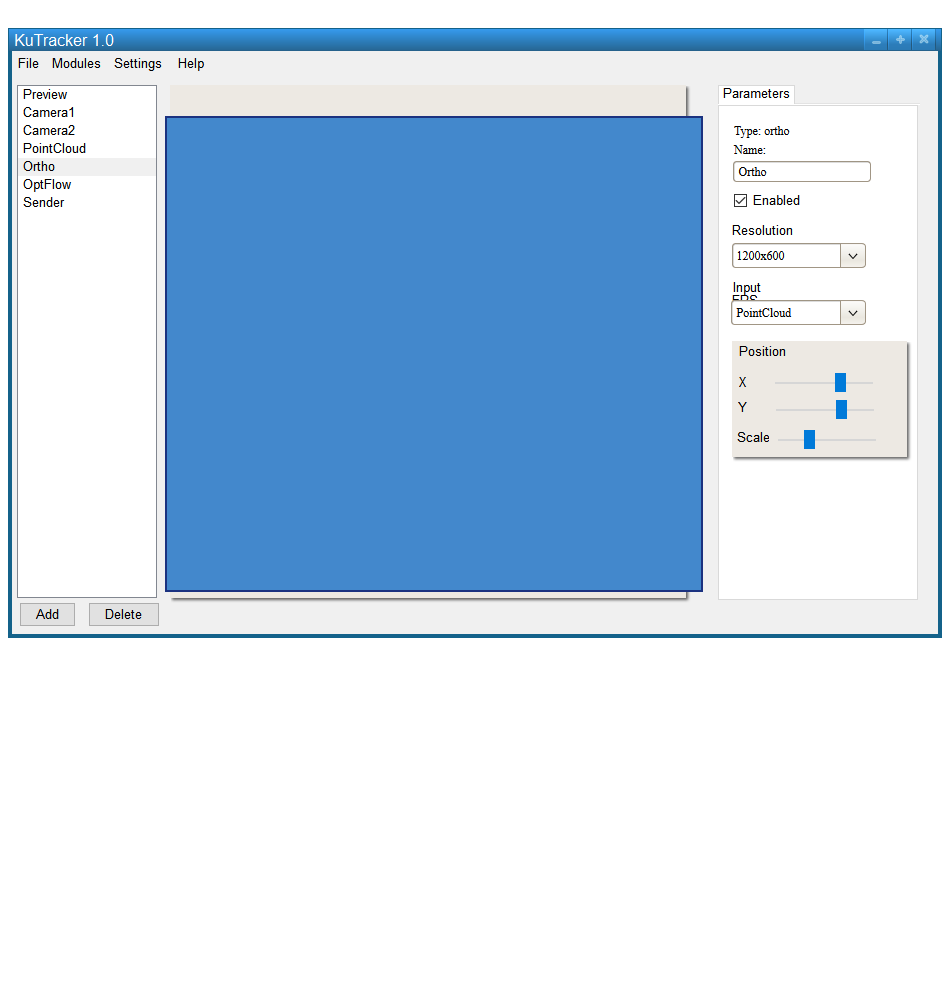 KuTracker 1.0
File Modules Settings Help
Preview
Camera1
Camera2
PointCloud
Ortho
OptFlow
Sender
Add Delete
Parameters
Type: ortho
Name:
Ortho
Enabled
Resolution
1200x600
Input
FPS
PointCloud
Position
X
Y
Scale